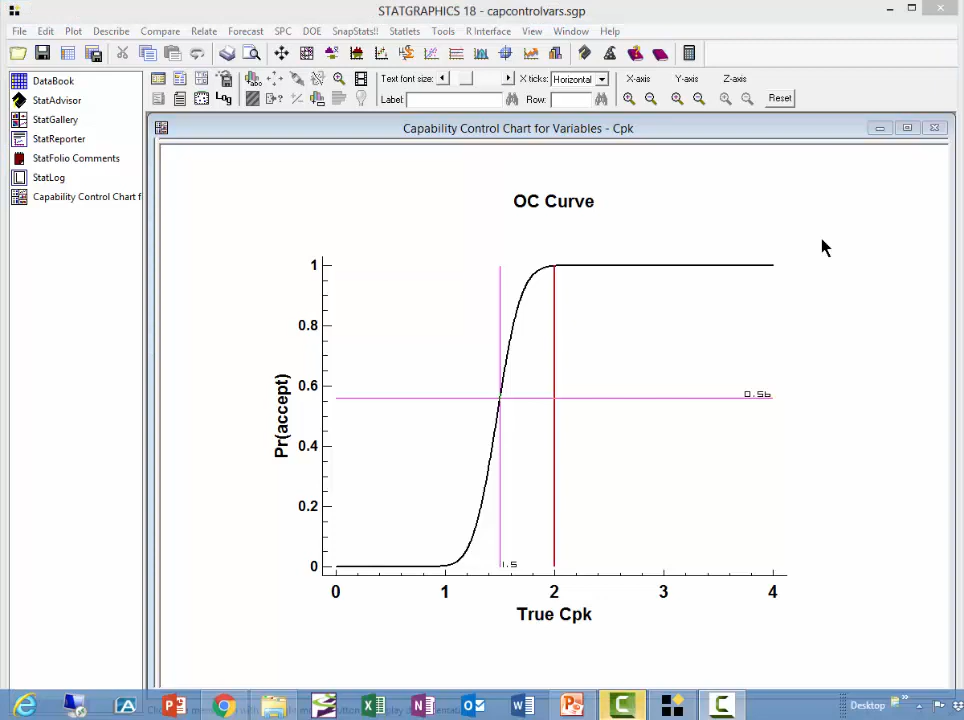 STATGRAPHICS 18 - capcontrolvars.sgp
File Edit Plot Describe Compare Relate Forecast SPC DOE SnapStats!! Statlets Tools R Interface View Window Help
DataBook
StatAdvisor
StatGallery
StatReporter
StatFolio Comments
StatLog
Capability Control Chart f
Log
Text font size: X ticks: Horizontal X-axis Y-axis Z-axis
Label: Row: Reset
Capability Control Chart for Variables - Cpk
OC Curve
Pr(accept)
1
0.8
0.6
0.4
0.2
0
0.56
1.5
0 1 2 3 4
True Cpk
Desktop